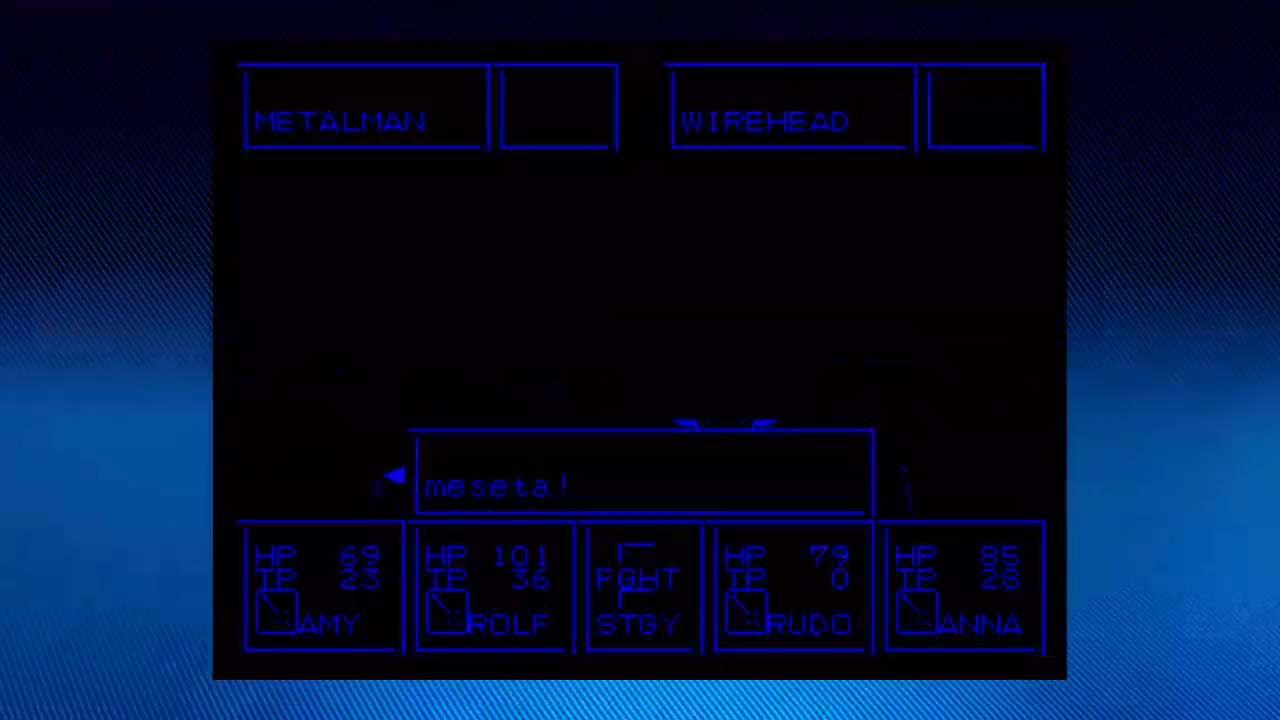 METALMAN WIREHEAD
meseta!
HP 69 HP 101 HP 79 HP 85
TP 23 TP 36 FGHT TP 0 TP 28
AMY ROLF STGY RUDO ANNA